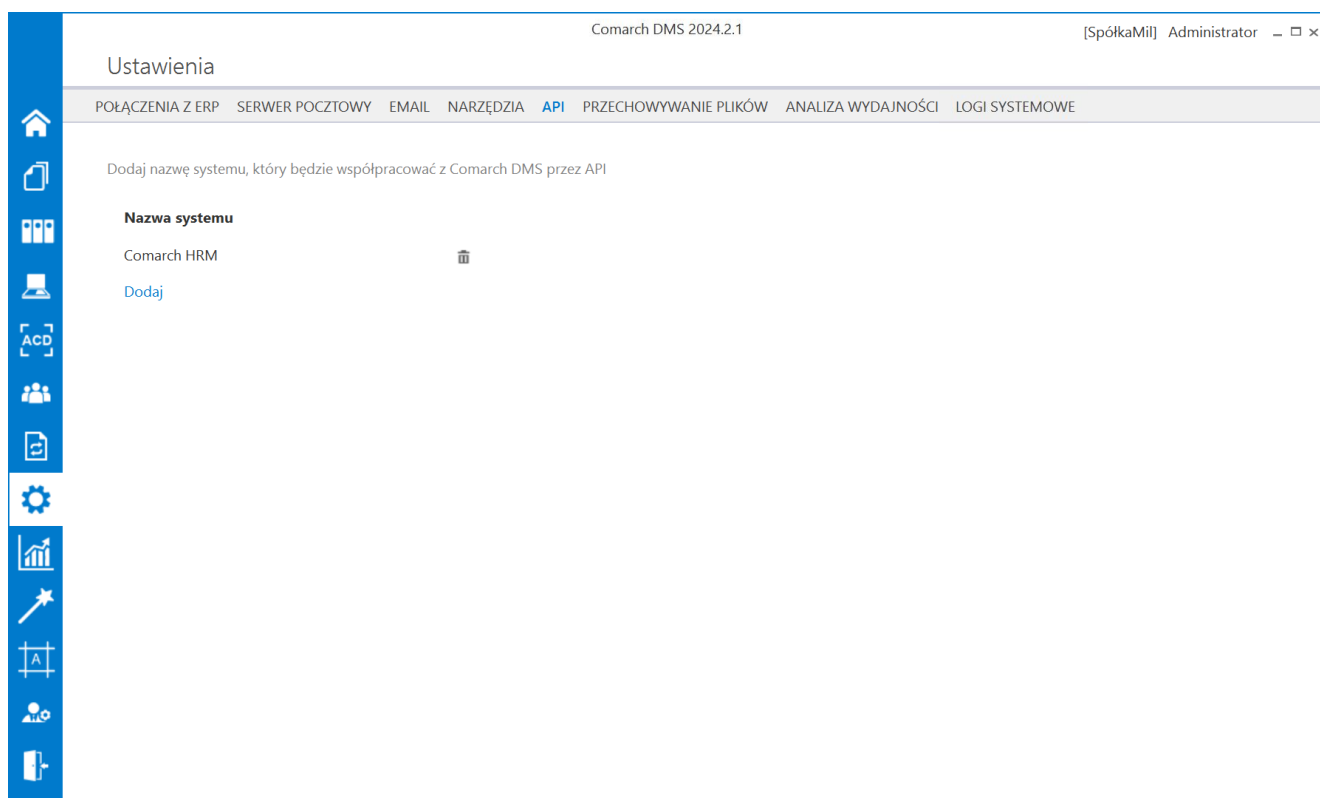 Comarch DMS 2024.2.1
[SpółkaMil] Administrator
Ustawienia
POŁĄCZENIA Z ERP SERWER POCZTOWY EMAIL NARZĘDZIA API PRZECHOWYWANIE PLIKÓW ANALIZA WYDAJNOŚCI LOGI SYSTEMOWE
Dodaj nazwę systemu, który będzie współpracować z Comarch DMS przez API
Nazwa systemu
Comarch HRM
Dodaj
ACD
A